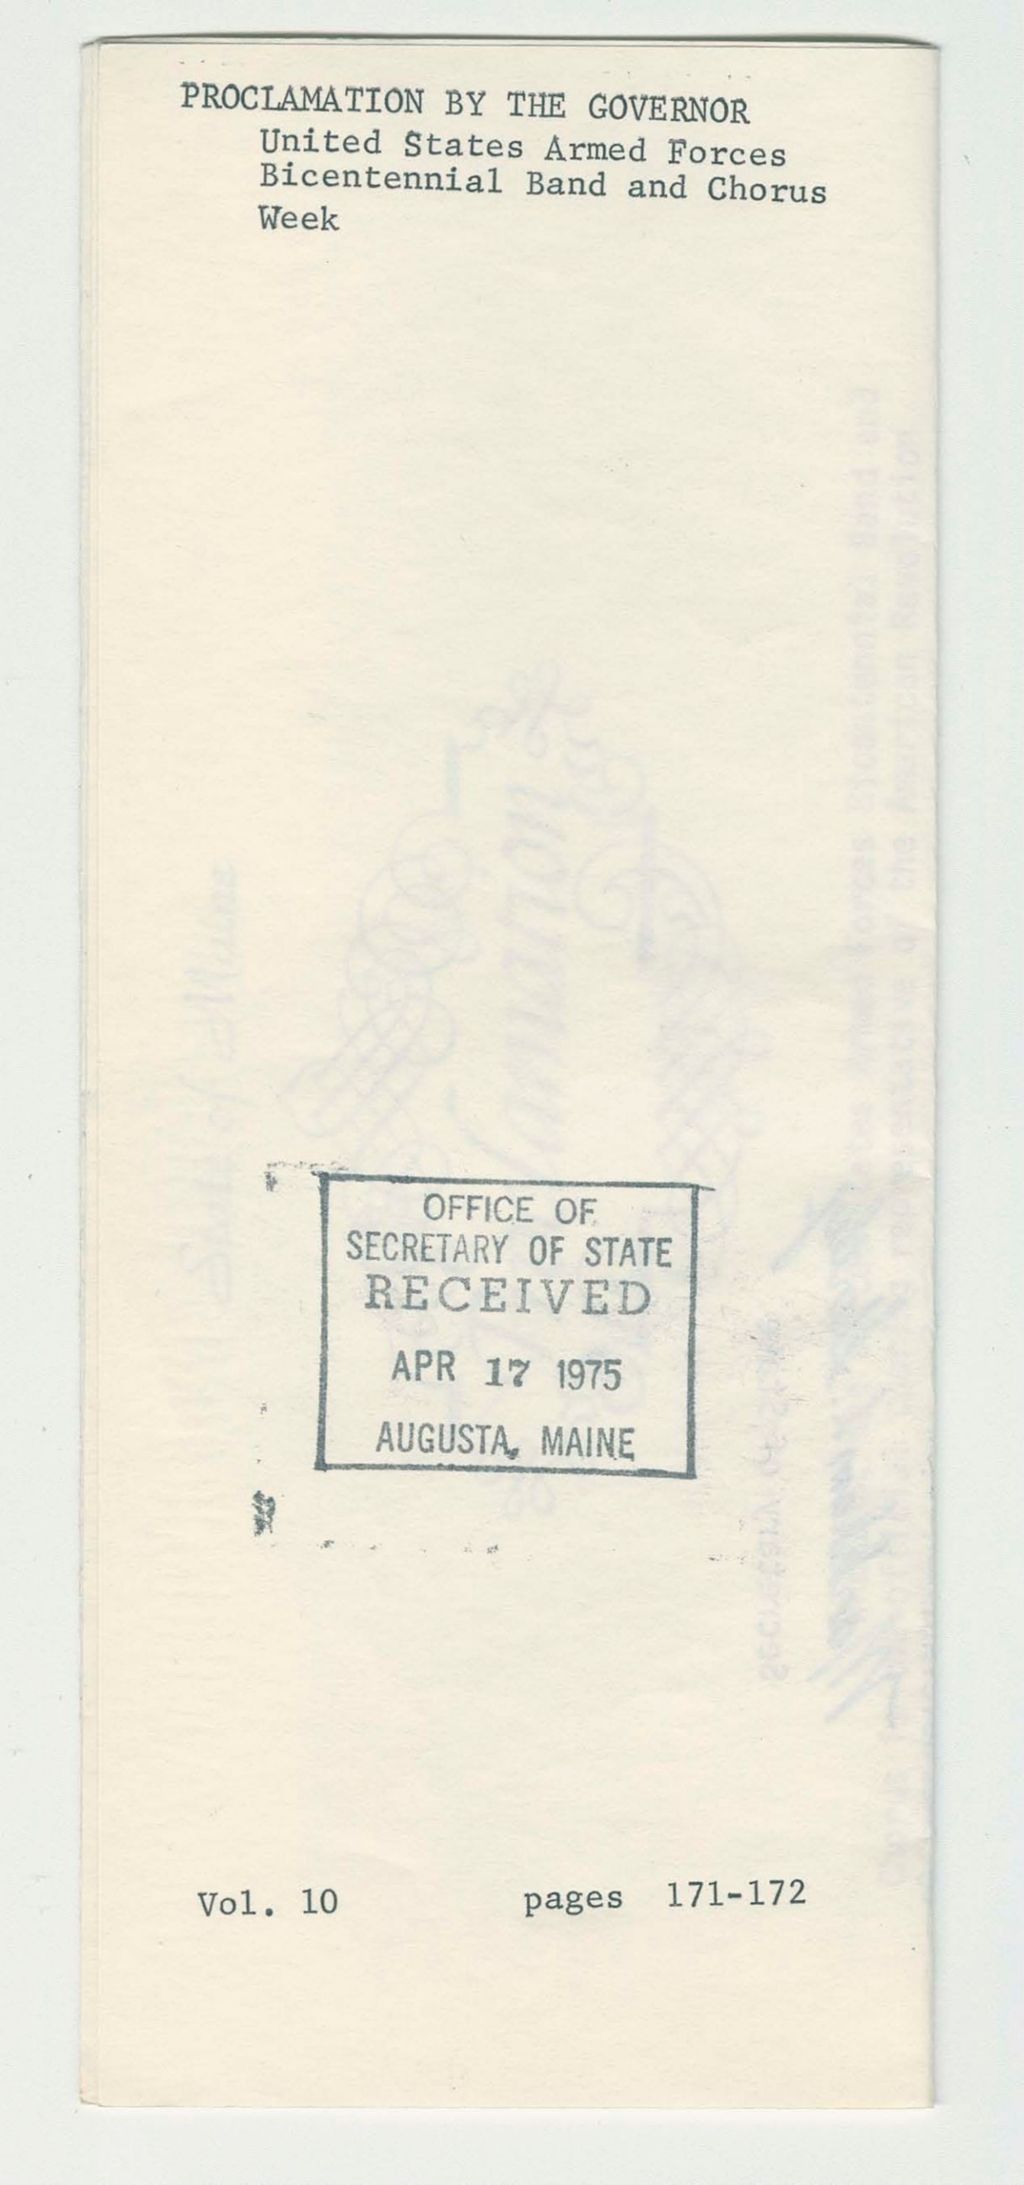 PROCLAMATION BY THE GOVERNOR
United States Armed Forces
Bicentennial Band and Chorus
Week
OFFICE OF
SECRETARY OF STATE
RECEIVED
APR 17 1975
AUGUSTA, MAINE
Vol. 10 pages 171-172